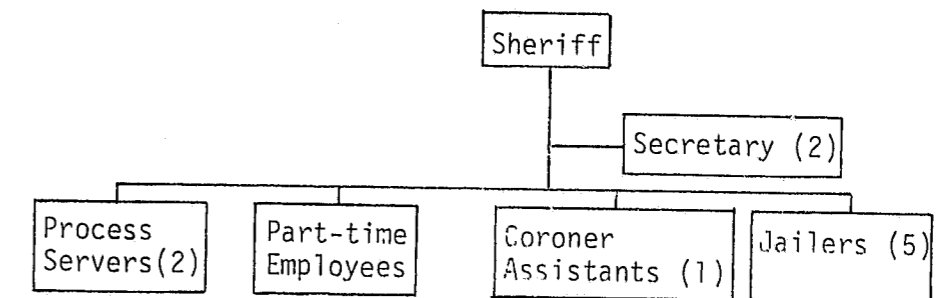 Sheriff
Secretary (2)
Process
Servers(2)
Part-time
Employees
Coroner
Assistants (1)
Jailers (5)